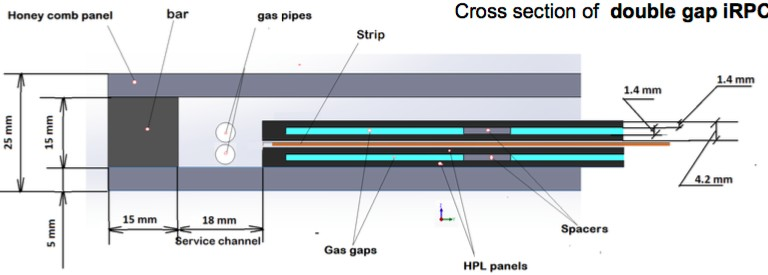 Cross section of double gap iRPC
Honey comb panel
bar
gas pipes
Strip
1.4 mm
1.4 mm
25 mm
15 mm
4.2 mm
5 mm
15 mm
18 mm
Service channel
Gas gaps
HPL panels
Spacers